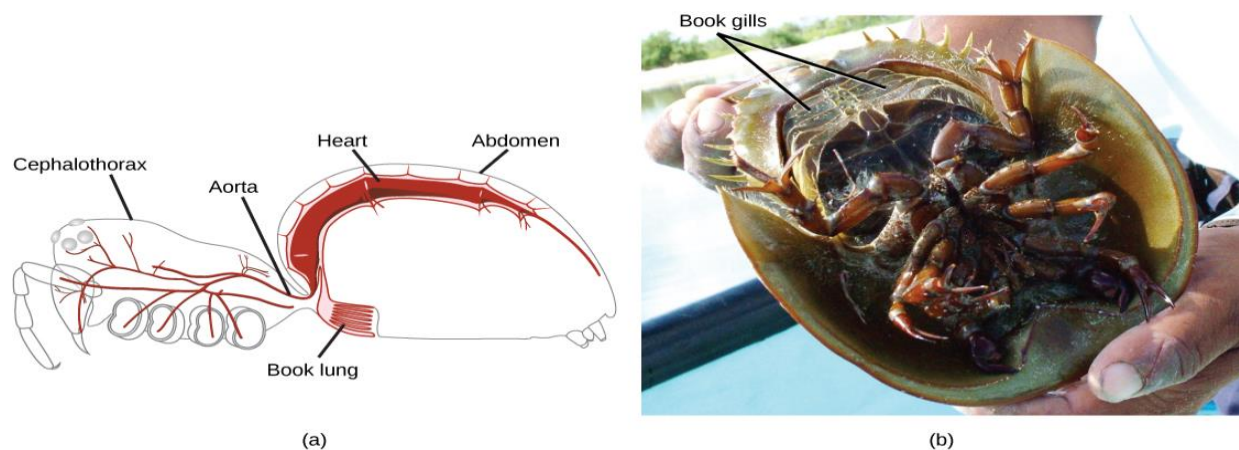 Book gills
Heart
Abdomen
Cephalothorax
Aorta
Book lung
(a)
(b)